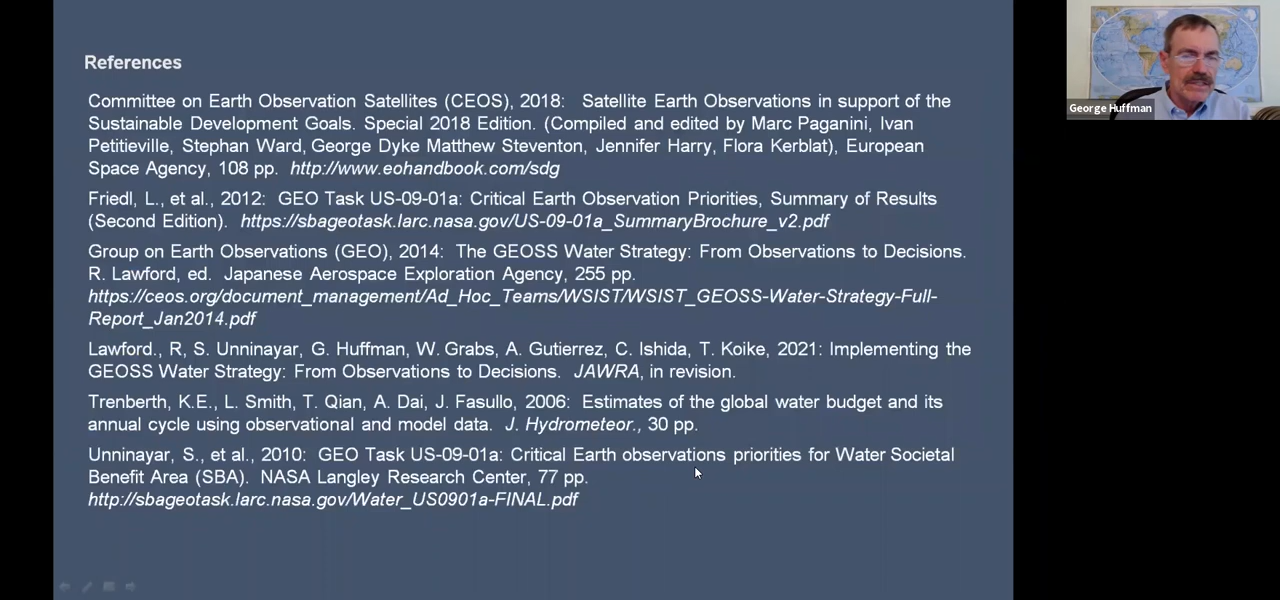 References
Committee on Earth Observation Satellites (CEOS), 2018: Satellite Earth Observations in support of the
Sustainable Development Goals. Special 2018 Edition. (Compiled and edited by Marc Paganini, Ivan
Petitieville, Stephan Ward, George Dyke Matthew Steventon, Jennifer Harry, Flora Kerblat), European
Space Agency, 108 pp. http://www.eohandbook.com/sdg
Friedl, L., et al., 2012: GEO Task US-09-01a: Critical Earth Observation Priorities, Summary of Results
(Second Edition). https://sbageotask.larc.nasa.gov/US-09-01a_SummaryBrochure_v2.pdf
Group on Earth Observations (GEO), 2014: The GEOSS Water Strategy: From Observations to Decisions.
R. Lawford, ed. Japanese Aerospace Exploration Agency, 255 pp.
https://ceos.org/document_management/Ad_Hoc_Teams/WSIST/WSIST_GEOSS-Water-Strategy-Full-
Report_Jan2014.pdf
Lawford., R, S. Unninayar, G. Huffman, W. Grabs, A. Gutierrez, C. Ishida, T. Koike, 2021: Implementing the
GEOSS Water Strategy: From Observations to Decisions. JAWRA, in revision.
Trenberth, K.E., L. Smith, T. Qian, A. Dai, J. Fasullo, 2006: Estimates of the global water budget and its
annual cycle using observational and model data. J. Hydrometeor., 30 pp.
Unninayar, S., et al., 2010: GEO Task US-09-01a: Critical Earth observations priorities for Water Societal
Benefit Area (SBA). NASA Langley Research Center, 77 pp.
http://sbageotask.larc.nasa.gov/Water_US0901a-FINAL.pdf
George Huffman